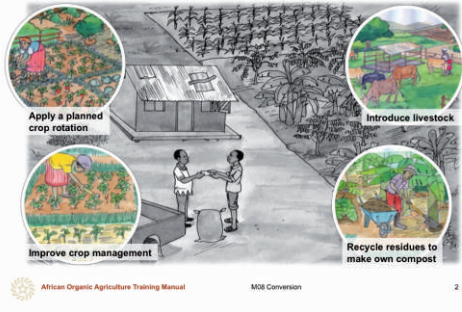 Apply a planned
crop rotation
Introduce livestock
Improve crop management
Recycle residues to
make own compost
African Organic Agriculture Training Manual
M08 Conversion
2